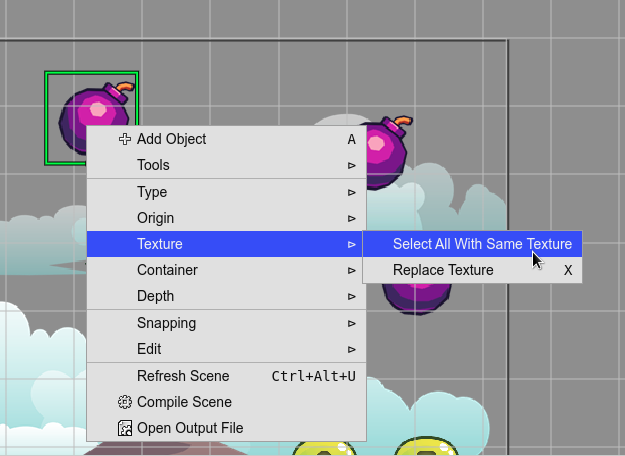 Add Object A
Tools
Type
Origin
Texture
Select All With Same Texture
Container
Replace Texture X
Depth
Snapping
Edit
Refresh Scene Ctrl+Alt+U
Compile Scene
Open Output File